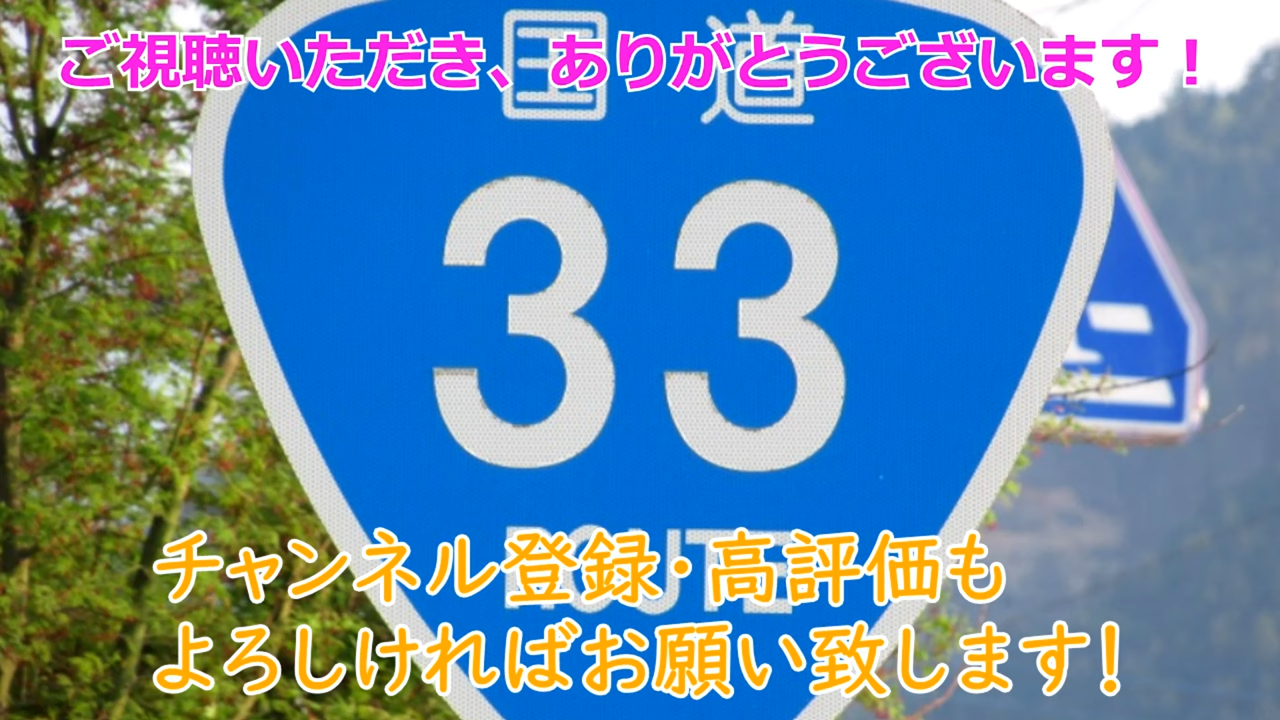 ご視聴いただき、ありがとうございます！
国道
33
ROUTE
チャンネル登録・高評価も
よろしければお願い致します！